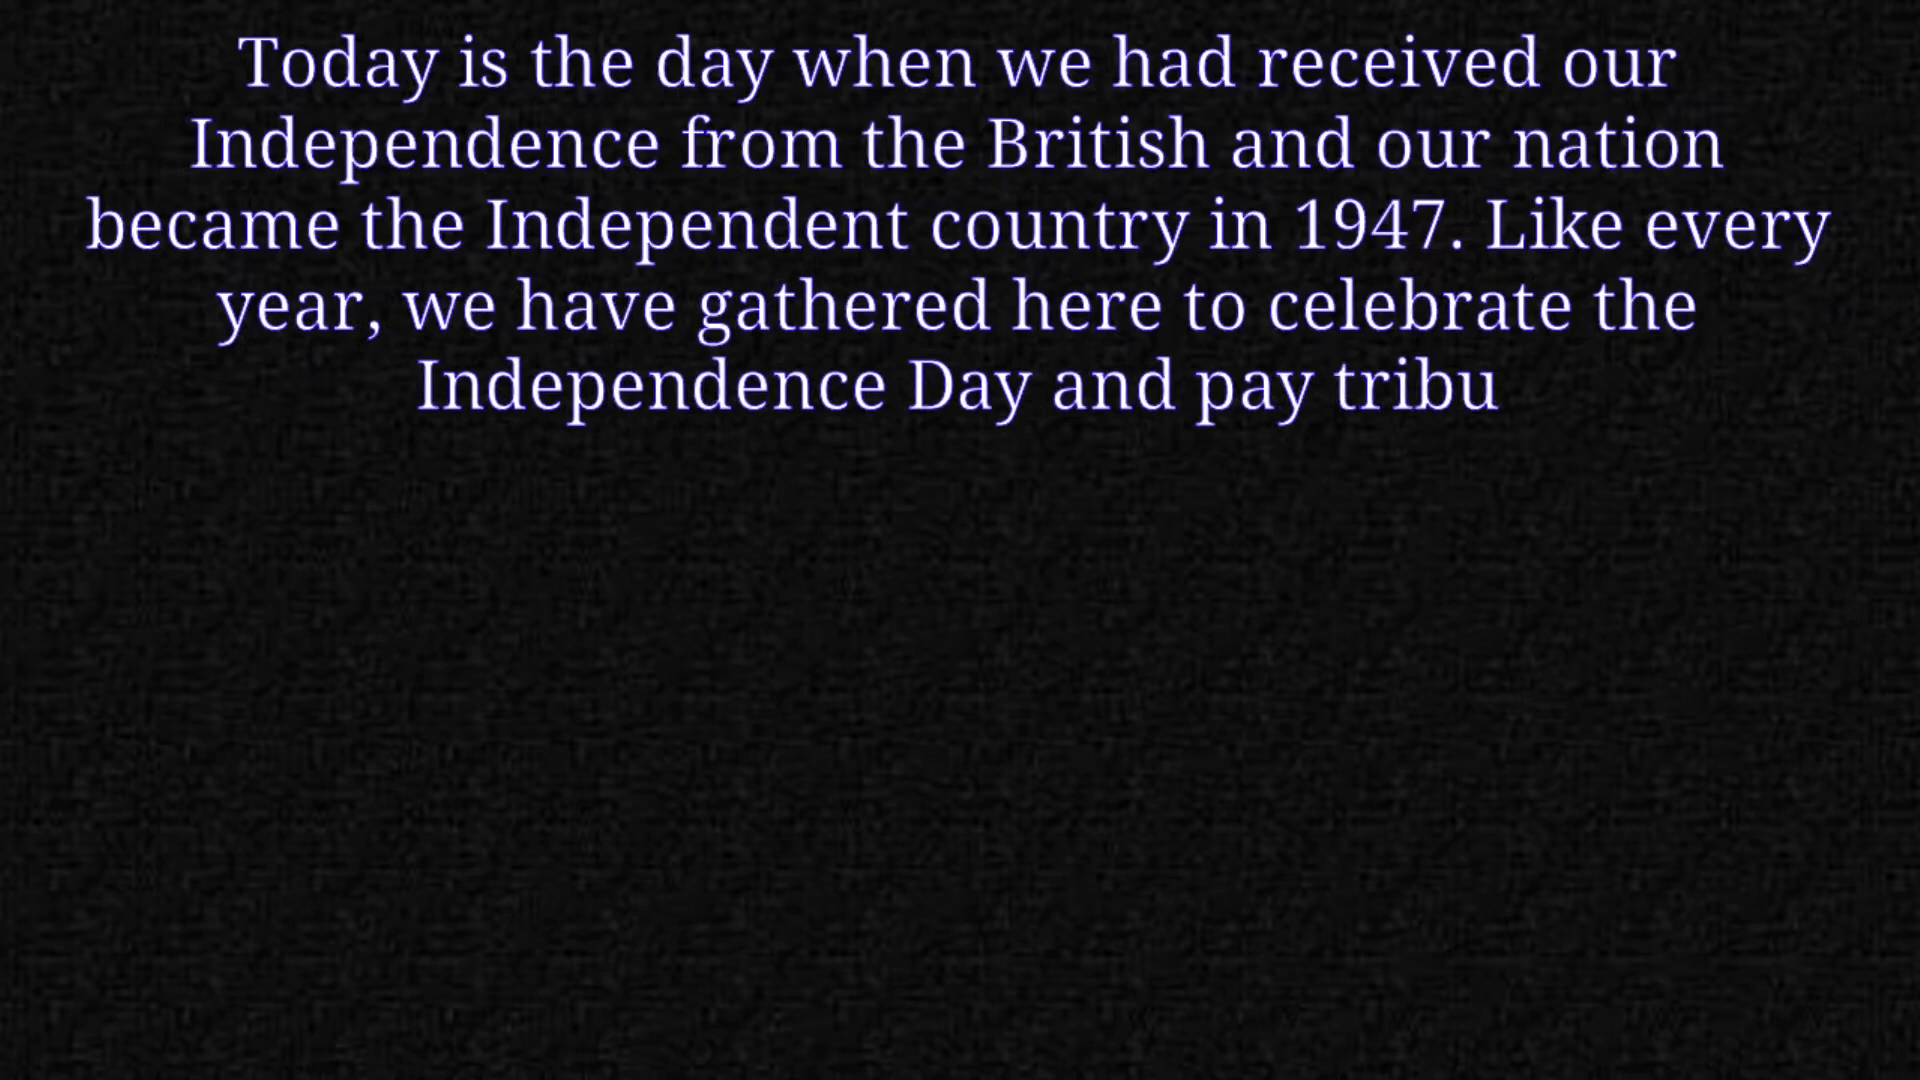 Today is the day when we had received our
Independence from the British and our nation
became the Independent country in 1947. Like every
year, we have gathered here to celebrate the
Independence Day and pay tribu